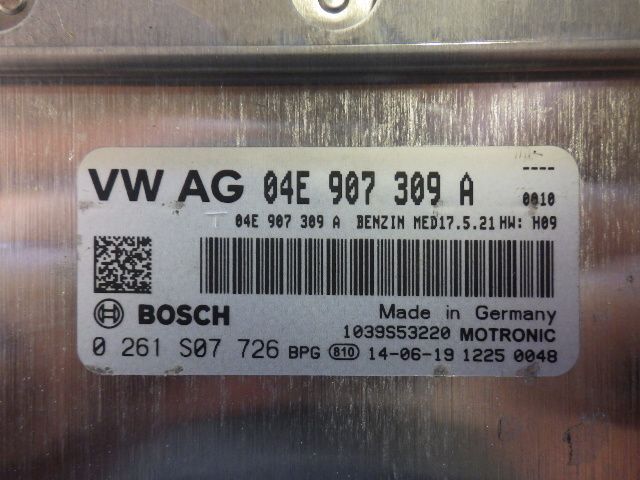 VW AG 04E 907 309 A
----
0010
T 04E 907 309 A BENZIN MED17.5.21 HW: H09
BOSCH
Made in Germany
1039S53220 MOTRONIC
0 261 S07 726 BPG 810 14-06-19 1225 0048